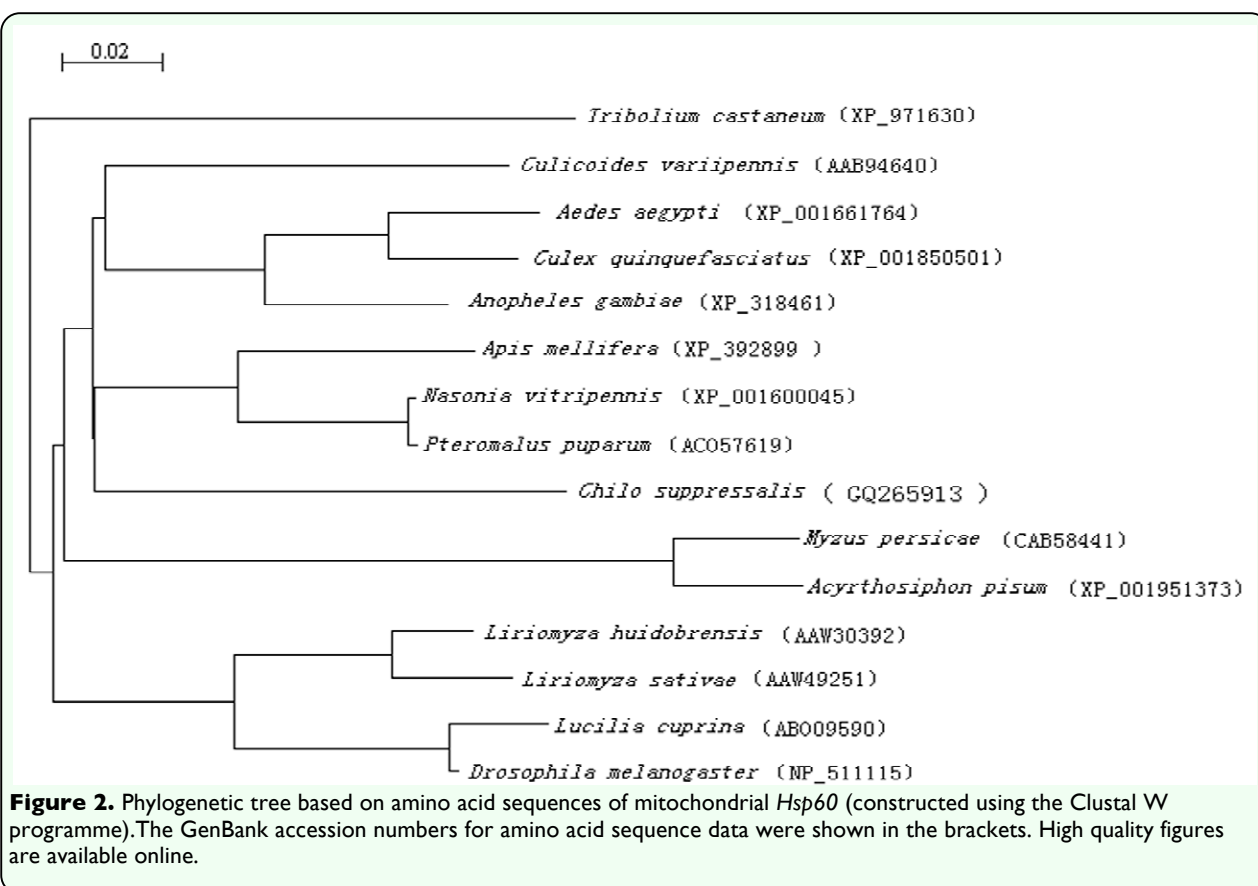 0.02
Tribolium castaneum (XP_971630)
Culicoides variipennis (AAB94640)
Aedes aegypti (XP_001661764)
Culex quinquefasciatus (XP_001850501)
Anopheles gambiae (XP_318461)
Apis mellifera (XP_392899 )
Nasonia vitripennis (XP_001600045)
Pteromalus puparum (ACO57619)
Chilo suppressalis ( GQ265913 )
Myzus persicae (CAB58441)
Acyrthosiphon pisum (XP_001951373)
Liriomyza huidobrensis (AAW30392)
Liriomyza sativae (AAW49251)
Lucilia cuprina (ABO09590)
Drosophila melanogaster (NP_511115)
Figure 2. Phylogenetic tree based on amino acid sequences of mitochondrial Hsp60 (constructed using the Clustal W
programme).The GenBank accession numbers for amino acid sequence data were shown in the brackets. High quality figures
are available online.